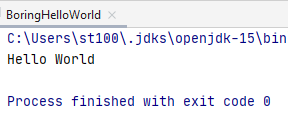 BoringHelloWorld
C:\Users\st100\.jdks\openjdk-15\bin
Hello World
Process finished with exit code 0